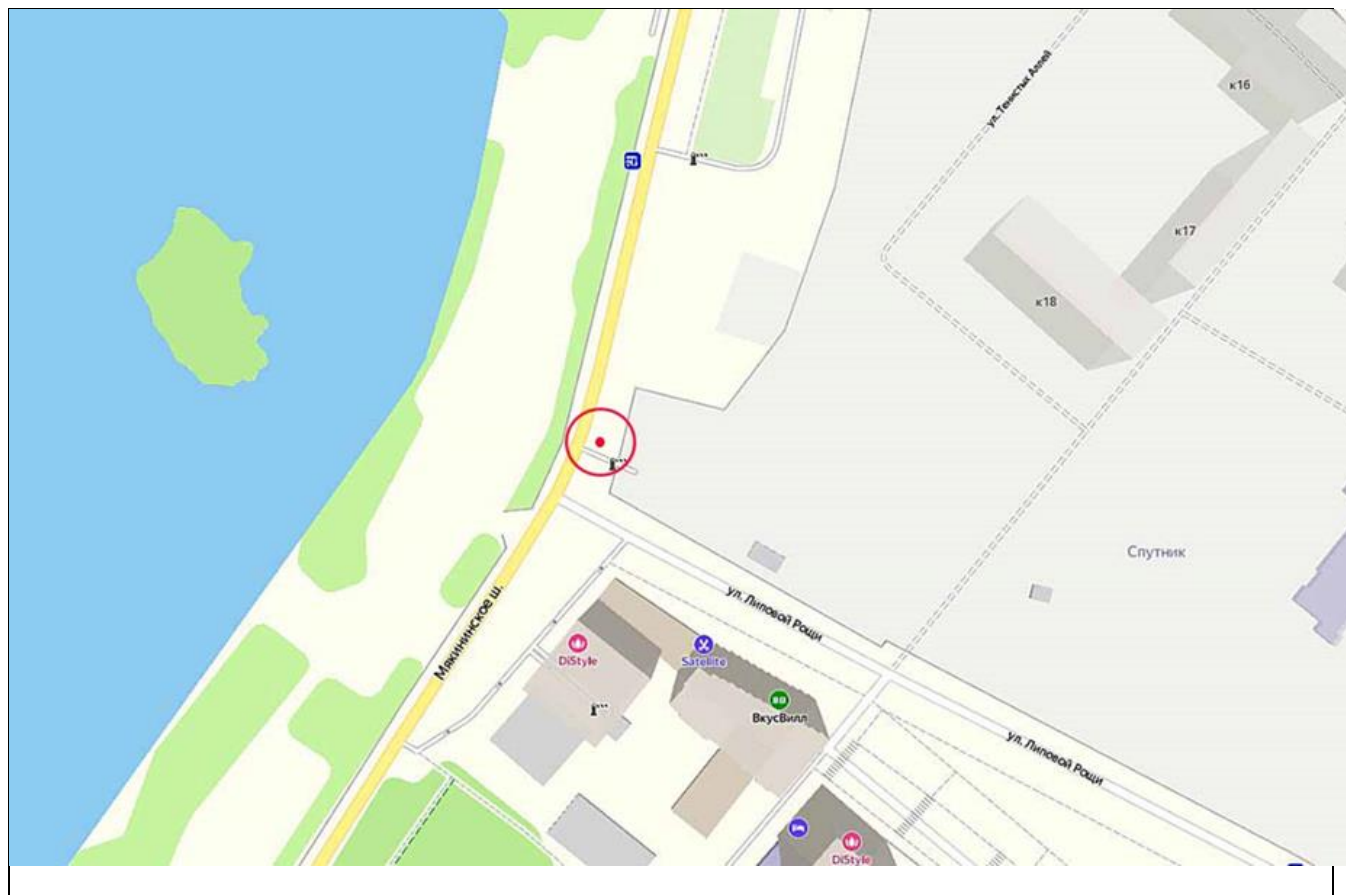 ул. Тенистых Аллей
к16
к17
к18
Спутник
ул. Липовой Рощи
Мякининское ш.
DiStyle
Satellite
ВкусВилл
ул. Липовой Рощи
DiStyle